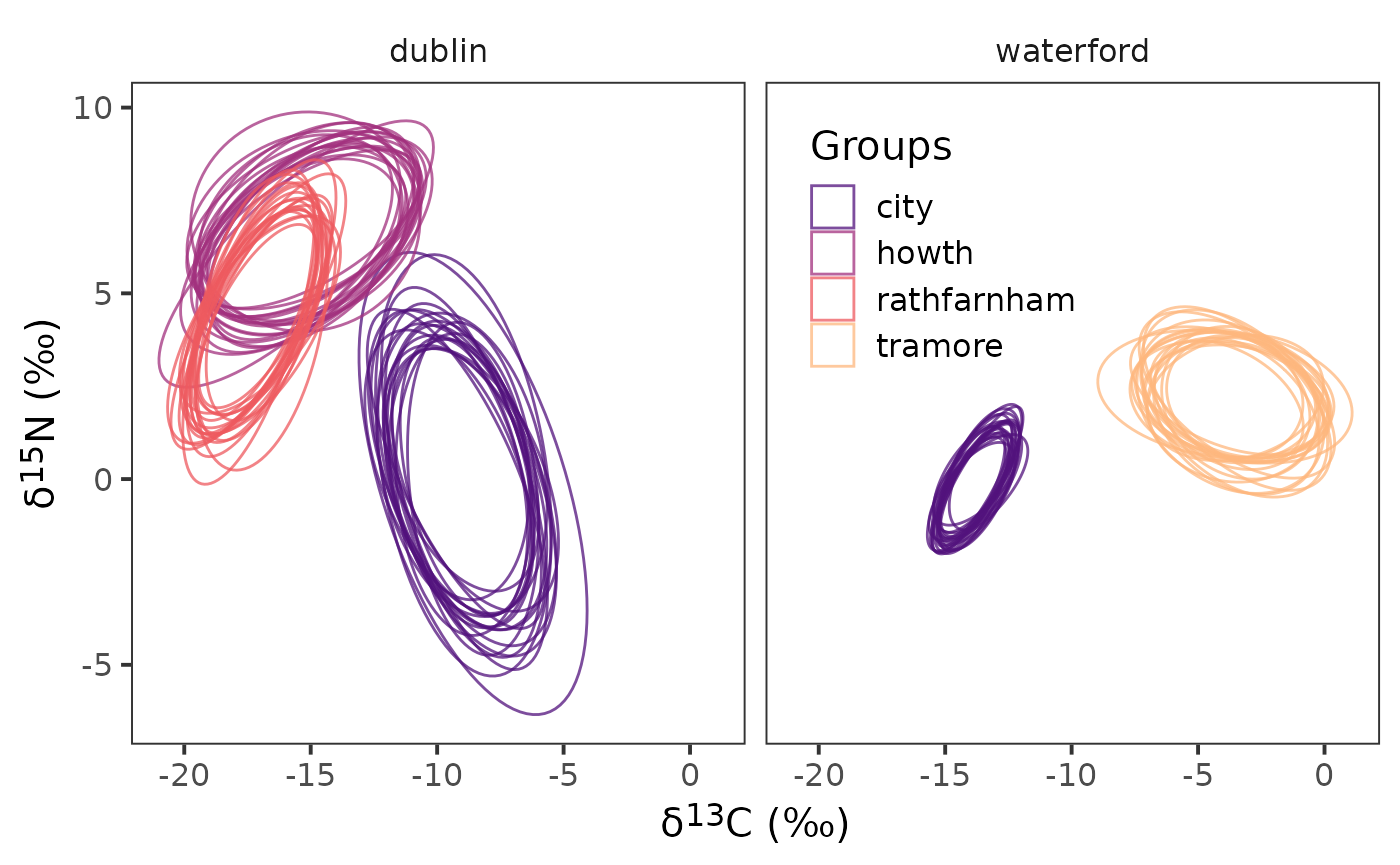 dublin
waterford
10
5
0
-5
δ¹⁵N (‰)
Groups
city
howth
rathfarnham
tramore
-20 -15 -10 -5 0
-20 -15 -10 -5 0
δ¹³C (‰)